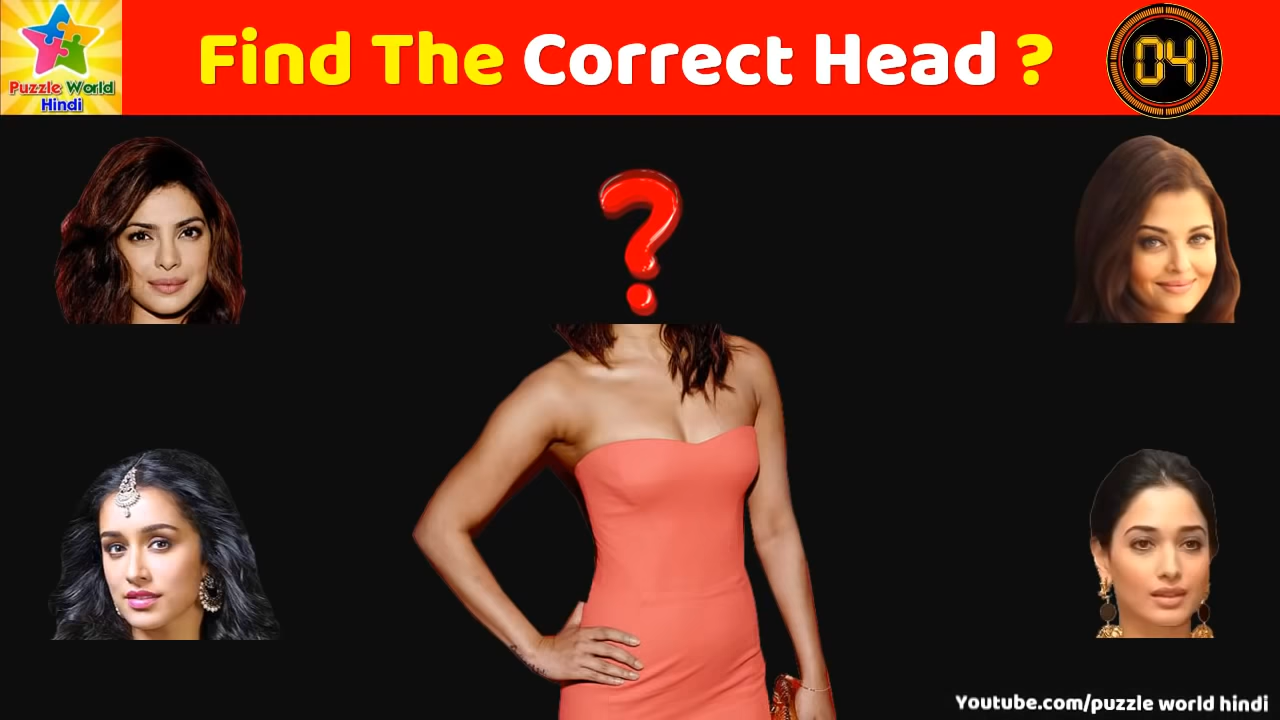 Puzzle World
Hindi
Find The Correct Head ?
04
?
Youtube.com/puzzle world hindi